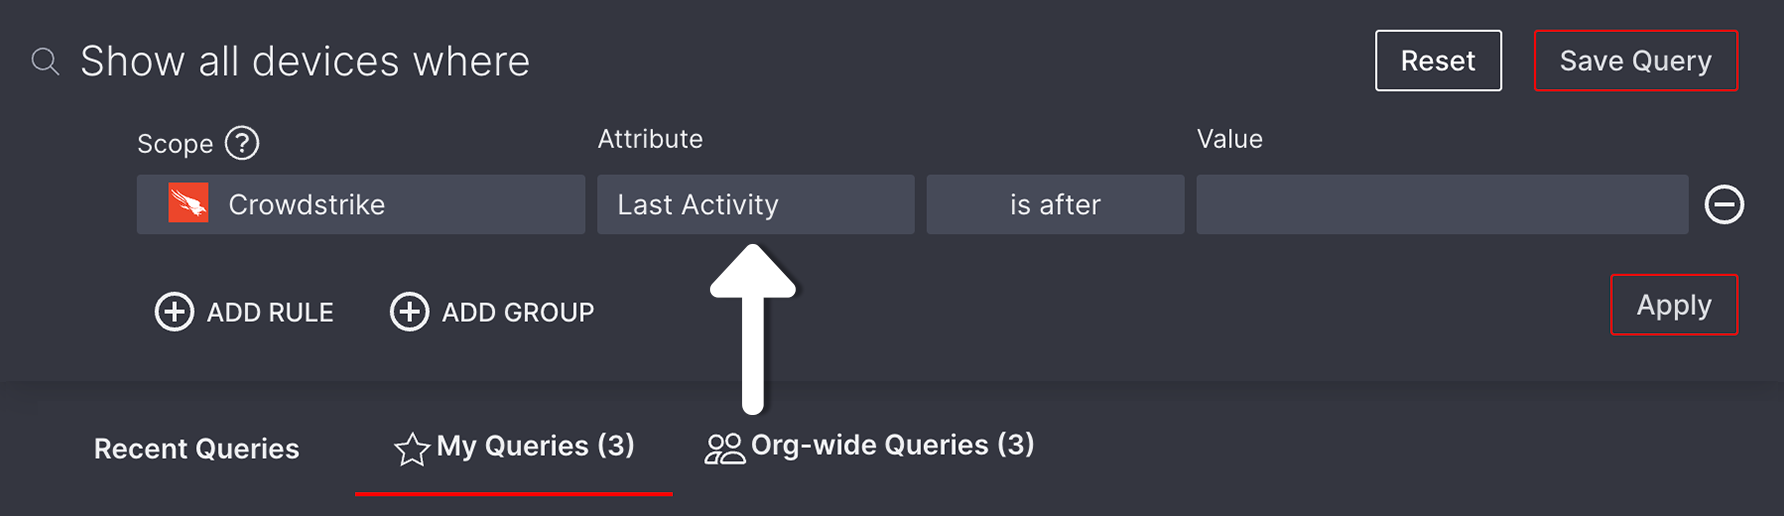 Show all devices where
Reset
Save Query
Scope ?
Attribute
Value
Crowdstrike
Last Activity
is after
ADD RULE
ADD GROUP
Apply
Recent Queries
My Queries (3)
Org-wide Queries (3)